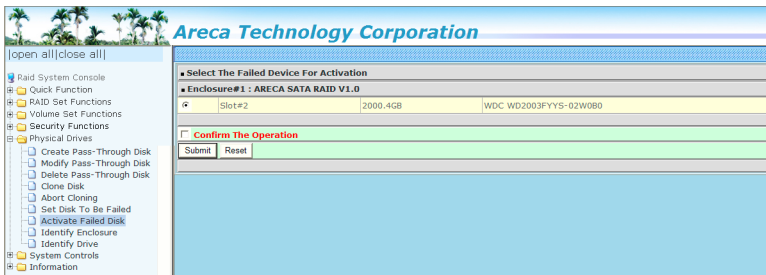 Areca Technology Corporation
|open all|close all|
Raid System Console
Quick Function
RAID Set Functions
Volume Set Functions
Security Functions
Physical Drives
Create Pass-Through Disk
Modify Pass-Through Disk
Delete Pass-Through Disk
Clone Disk
Abort Cloning
Set Disk To Be Failed
Activate Failed Disk
Identify Enclosure
Identify Drive
System Controls
Information
Select The Failed Device For Activation
Enclosure#1 : ARECA SATA RAID V1.0
Slot#2 2000.4GB WDC WD2003FYYS-02W0B0
Confirm The Operation
Submit Reset